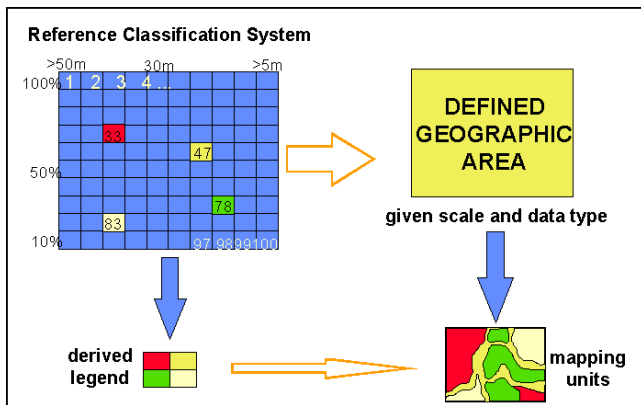 Reference Classification System
>50m 30m >5m
100% 1 2 3 4 ...
33
47
50%
78
83
10% 97 98 99 100
DEFINED
GEOGRAPHIC
AREA
given scale and data type
derived
legend
mapping
units